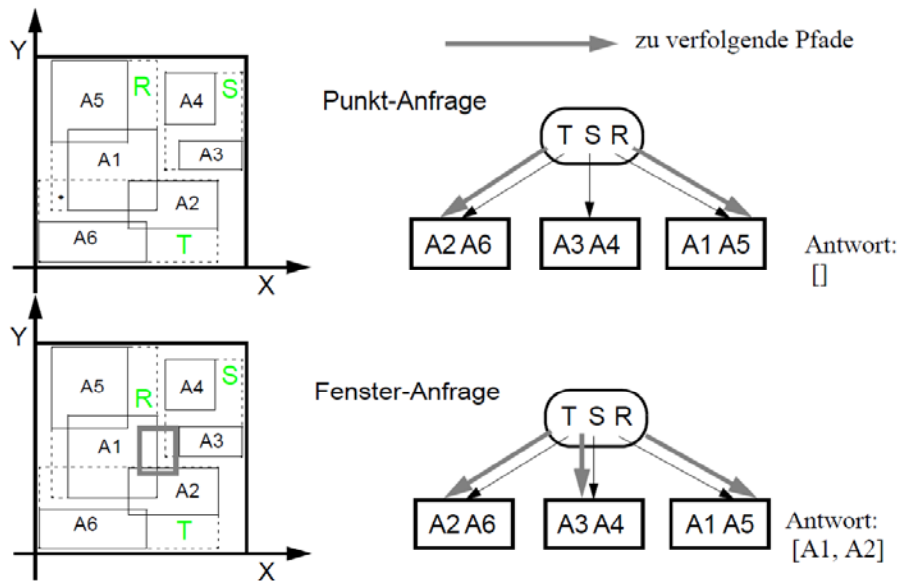 zu verfolgende Pfade
Y
A5
R
A4
S
Punkt-Anfrage
T S R
A1
A3
A2
A6
T
A2 A6
A3 A4
A1 A5
Antwort:
[]
X
Y
A5
R
A4
S
Fenster-Anfrage
T S R
A1
A3
A2
A6
T
A2 A6
A3 A4
A1 A5
Antwort:
[A1, A2]
X